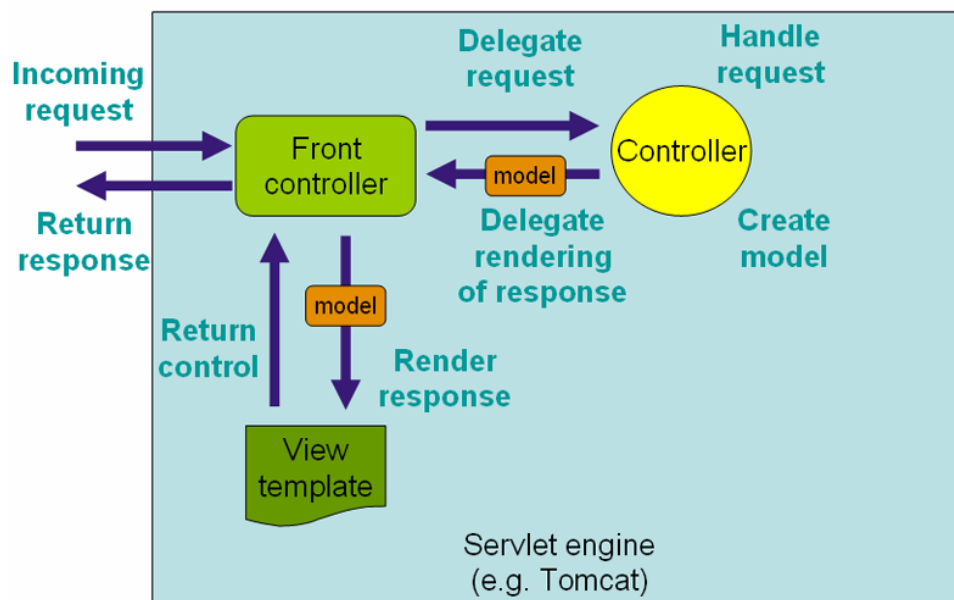 Incoming
request
Delegate
request
Handle
request
Front
controller
model
Controller
Return
response
Delegate
rendering
of response
Create
model
Return
control
model
Render
response
View
template
Servlet engine
(e.g. Tomcat)